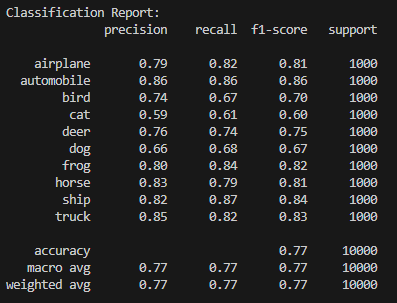 Classification Report:
precision recall f1-score support
airplane 0.79 0.82 0.81 1000
automobile 0.86 0.86 0.86 1000
bird 0.74 0.67 0.70 1000
cat 0.59 0.61 0.60 1000
deer 0.76 0.74 0.75 1000
dog 0.66 0.68 0.67 1000
frog 0.80 0.84 0.82 1000
horse 0.83 0.79 0.81 1000
ship 0.82 0.87 0.84 1000
truck 0.85 0.82 0.83 1000
accuracy 0.77 10000
macro avg 0.77 0.77 0.77 10000
weighted avg 0.77 0.77 0.77 10000